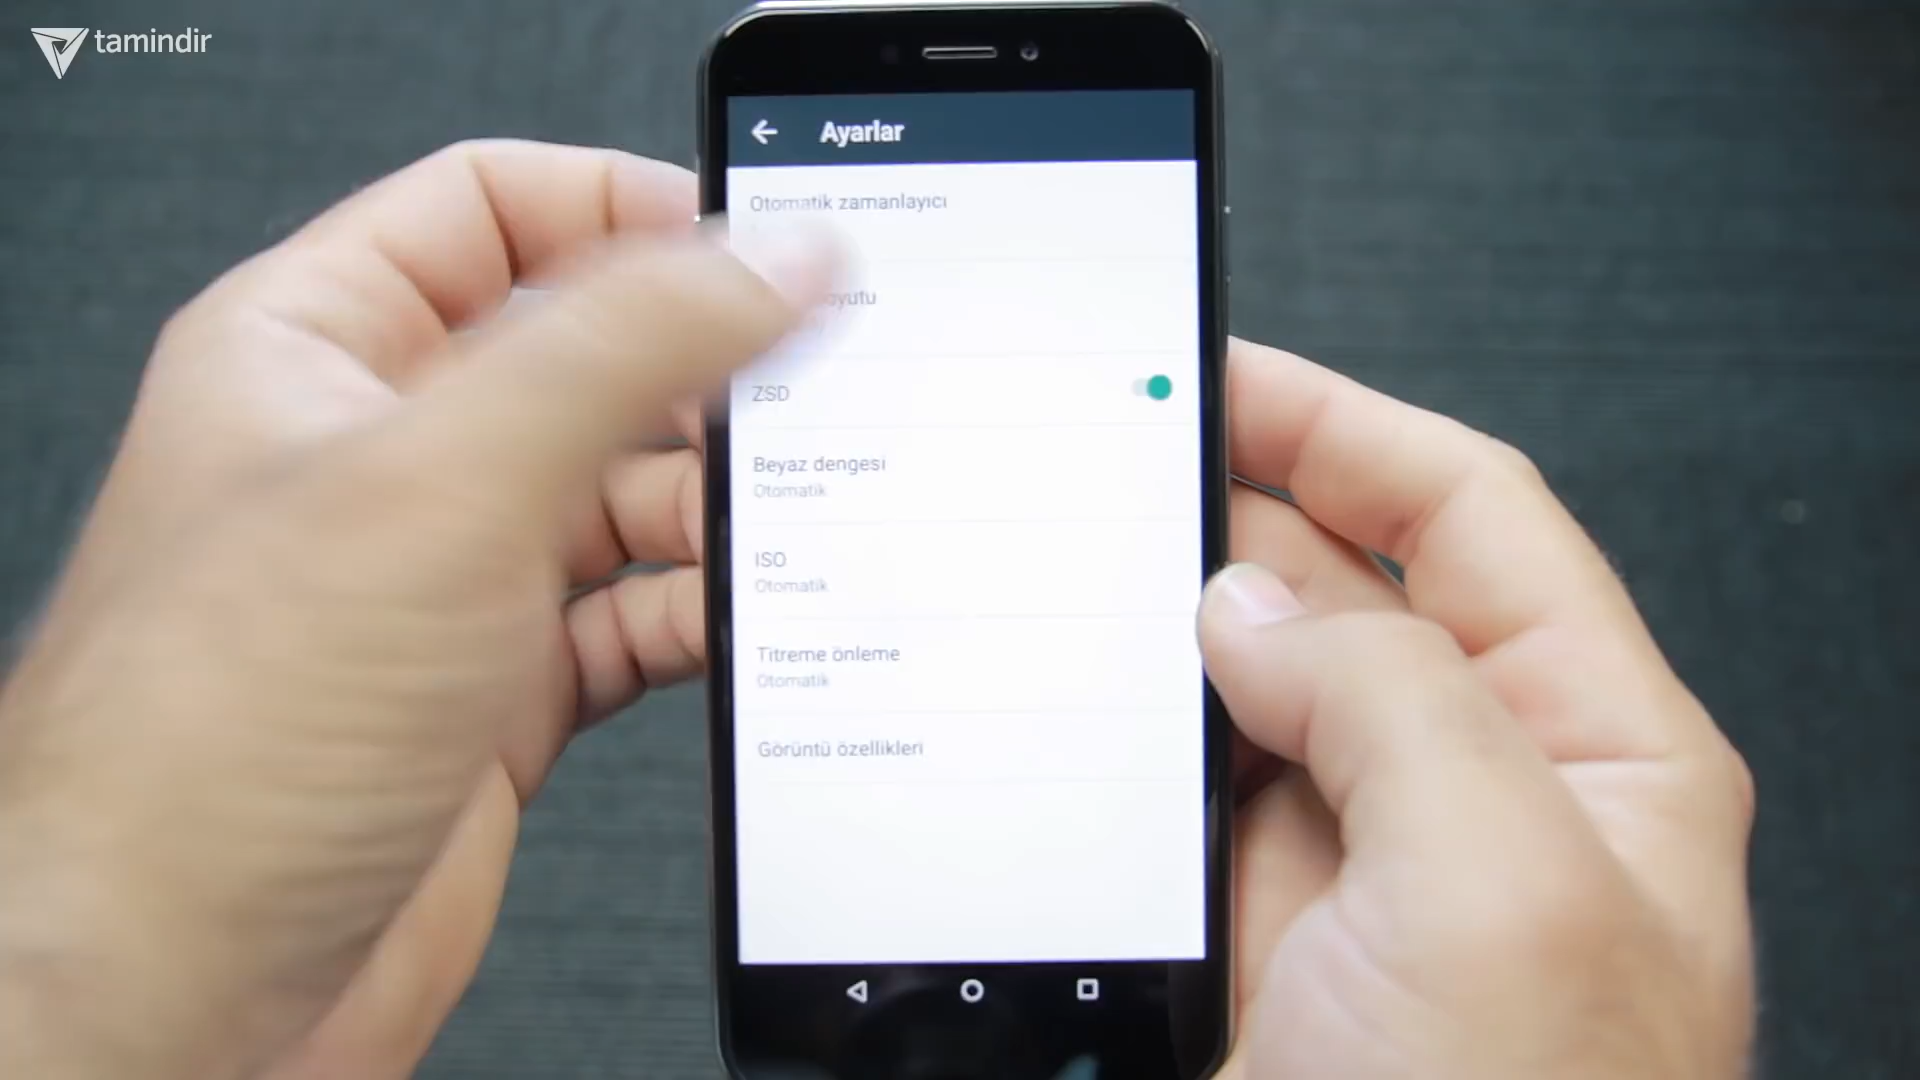 tamindir
Ayarlar
Otomatik zamanlayıcı
ZSD
Beyaz dengesi
Otomatik
ISO
Otomatik
Titreme önleme
Otomatik
Görüntü özellikleri